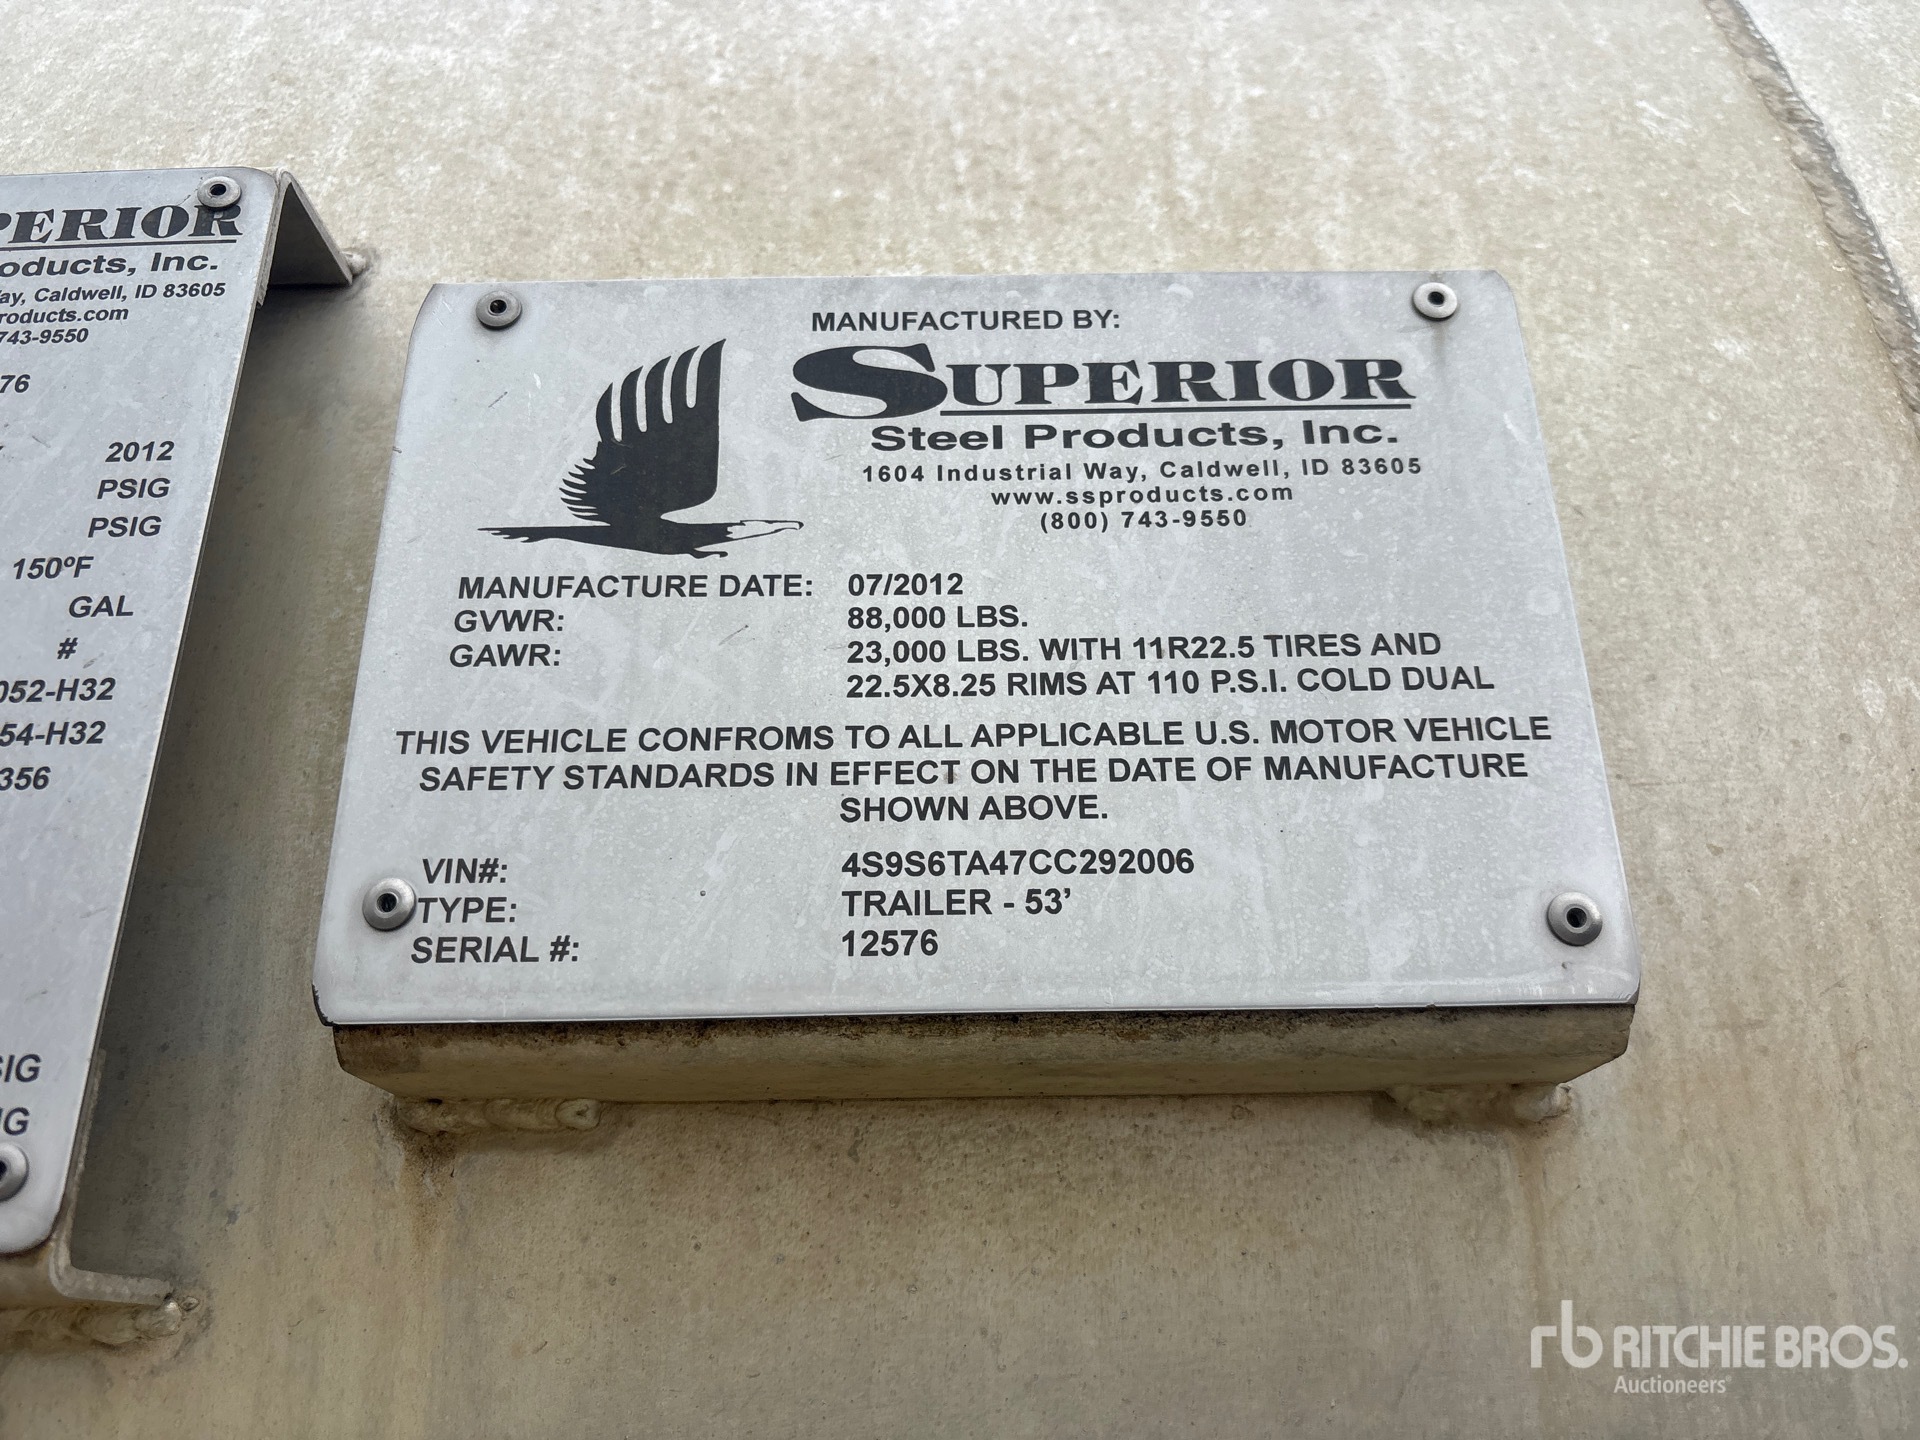 PERIOR
oducts, Inc.
ay, Caldwell, ID 83605
roducts.com
743-9550
76
2012
PSIG
PSIG
150ºF
GAL
#
052-H32
54-H32
356
SIG
IG
MANUFACTURED BY:
SUPERIOR
Steel Products, Inc.
1604 Industrial Way, Caldwell, ID 83605
www.ssproducts.com
(800) 743-9550
MANUFACTURE DATE: 07/2012
GVWR: 88,000 LBS.
GAWR: 23,000 LBS. WITH 11R22.5 TIRES AND
22.5X8.25 RIMS AT 110 P.S.I. COLD DUAL
THIS VEHICLE CONFROMS TO ALL APPLICABLE U.S. MOTOR VEHICLE
SAFETY STANDARDS IN EFFECT ON THE DATE OF MANUFACTURE
SHOWN ABOVE.
VIN#: 4S9S6TA47CC292006
TYPE: TRAILER - 53'
SERIAL #: 12576
rb RITCHIE BROS.
Auctioneers